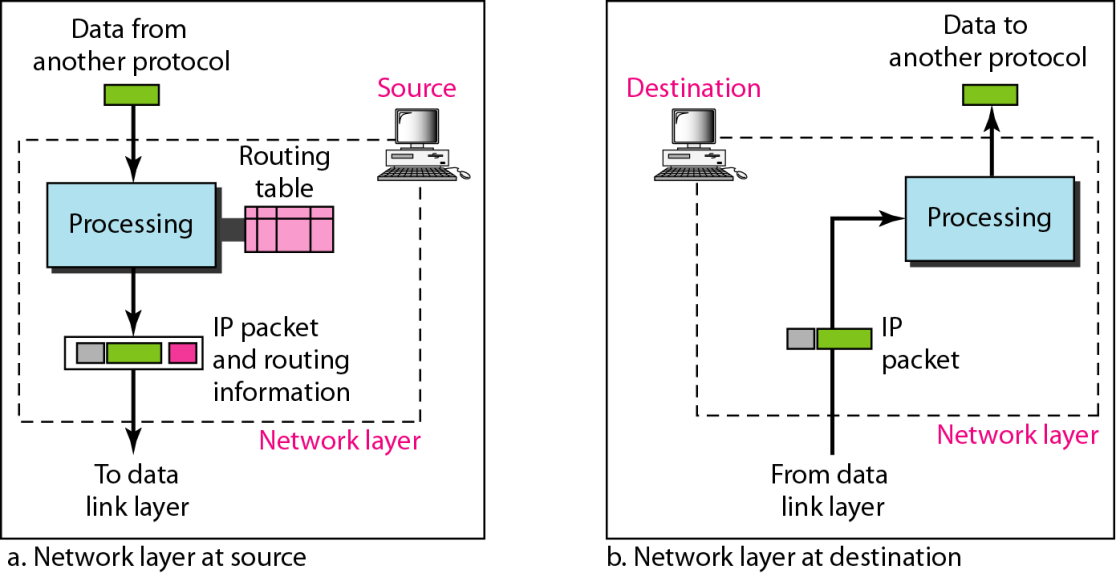 Data from
another protocol
Source
Routing
table
Processing
IP packet
and routing
information
Network layer
To data
link layer
a. Network layer at source
Data to
another protocol
Destination
Processing
IP
packet
Network layer
From data
link layer
b. Network layer at destination